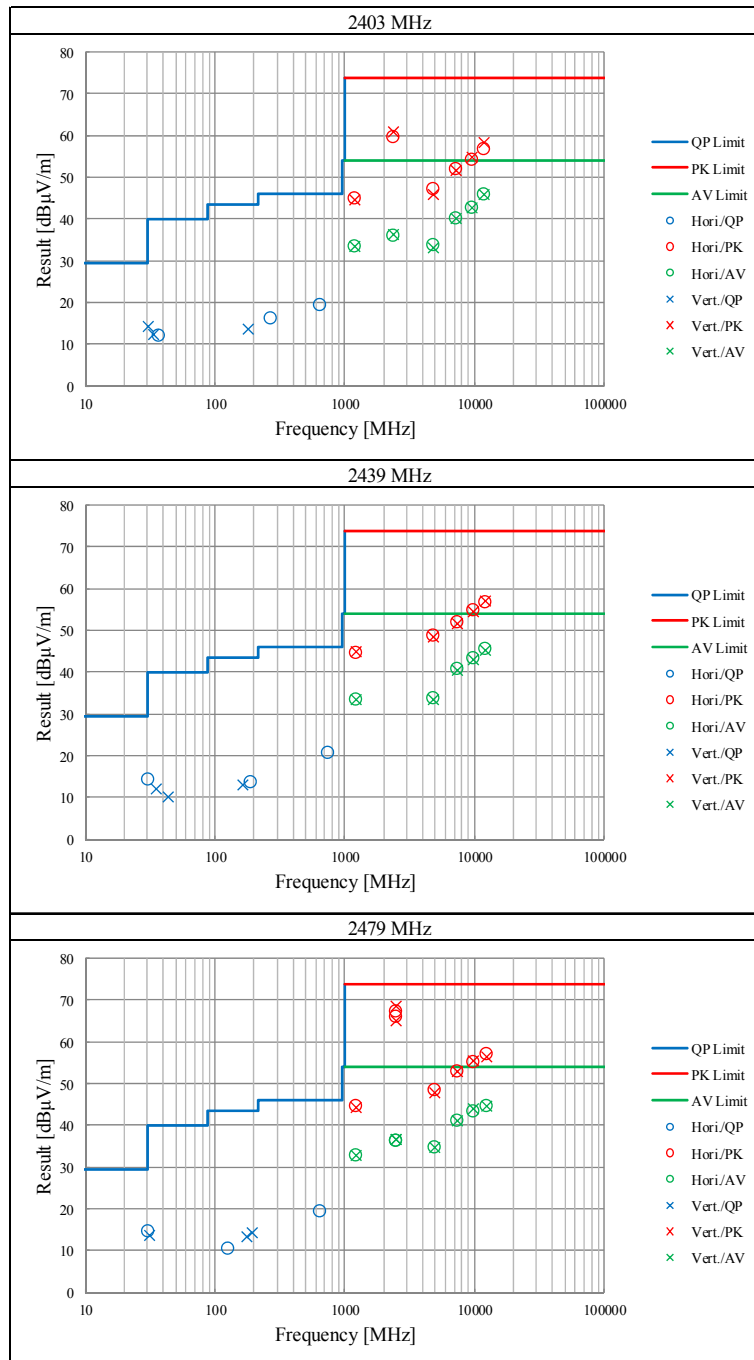 2403 MHz
80
70
60
50
40
30
20
10
0
Result [dBµV/m]
10 100 1000 10000 100000
Frequency [MHz]
QP Limit
PK Limit
AV Limit
Hori./QP
Hori./PK
Hori./AV
Vert./QP
Vert./PK
Vert./AV
2439 MHz
80
70
60
50
40
30
20
10
0
Result [dBµV/m]
10 100 1000 10000 100000
Frequency [MHz]
QP Limit
PK Limit
AV Limit
Hori./QP
Hori./PK
Hori./AV
Vert./QP
Vert./PK
Vert./AV
2479 MHz
80
70
60
50
40
30
20
10
0
Result [dBµV/m]
10 100 1000 10000 100000
Frequency [MHz]
QP Limit
PK Limit
AV Limit
Hori./QP
Hori./PK
Hori./AV
Vert./QP
Vert./PK
Vert./AV